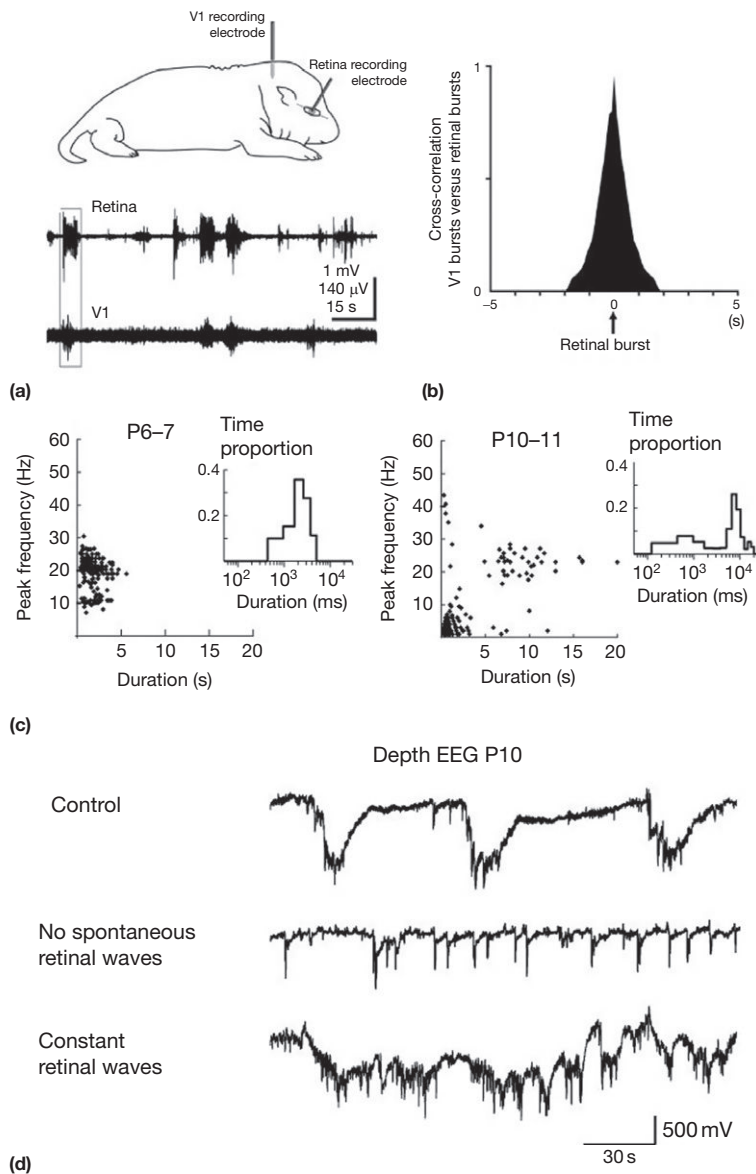 V1 recording
electrode
Retina recording
electrode
Retina
1 mV
140 μV
15 s
V1
(a)
1
Cross-correlation
V1 bursts versus retinal bursts
0
–5
0
5
(s)
Retinal burst
(b)
P6–7
Time
proportion
60
50
40
30
20
10
Peak frequency (Hz)
5
10
15
20
Duration (s)
0.4
0.2
10²
10³
10⁴
Duration (ms)
P10–11
Time
proportion
60
50
40
30
20
10
0
Peak frequency (Hz)
5
10
15
20
Duration (s)
0.4
0.2
10²
10³
10⁴
Duration (ms)
(c)
Depth EEG P10
Control
No spontaneous
retinal waves
Constant
retinal waves
500 mV
30 s
(d)